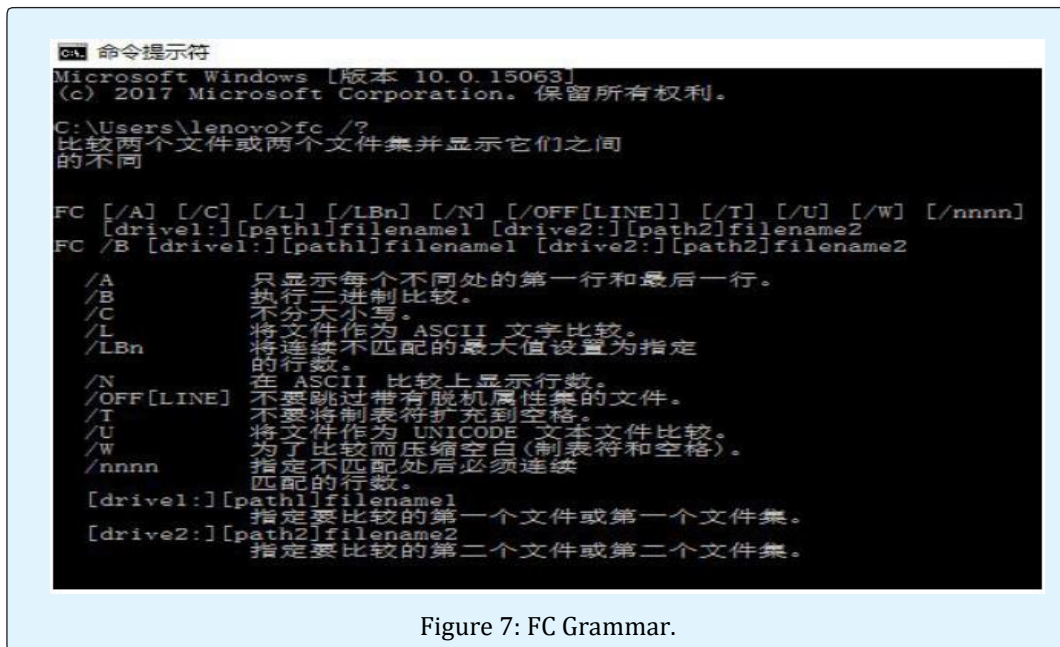 命令提示符
Microsoft Windows [版本 10.0.15063]
(c) 2017 Microsoft Corporation。保留所有权利。
C:\Users\lenovo>fc /?
比较两个文件或两个文件集并显示它们之间
的不同
FC [/A] [/C] [/L] [/LBn] [/N] [/OFF[LINE]] [/T] [/U] [/W] [/nnnn]
[drive1:][path1]filename1 [drive2:][path2]filename2
FC /B [drive1:][path1]filename1 [drive2:][path2]filename2
/A 只显示每个不同处的第一行和最后一行。
/B 执行二进制比较。
/C 不分大小写。
/L 将文件作为 ASCII 文字比较。
/LBn 将连续不匹配的最大值设置为指定
的行数。
/N 在 ASCII 比较上显示行数。
/OFF[LINE] 不要跳过带有脱机属性集的文件。
/T 不要将制表符扩充到空格。
/U 将文件作为 UNICODE 文本文件比较。
/W 为了比较而压缩空白(制表符和空格)。
/nnnn 指定不匹配处后必须连续
匹配的行数。
[drive1:][path1]filename1
指定要比较的第一个文件或第一个文件集。
[drive2:][path2]filename2
指定要比较的第二个文件或第二个文件集。
Figure 7: FC Grammar.